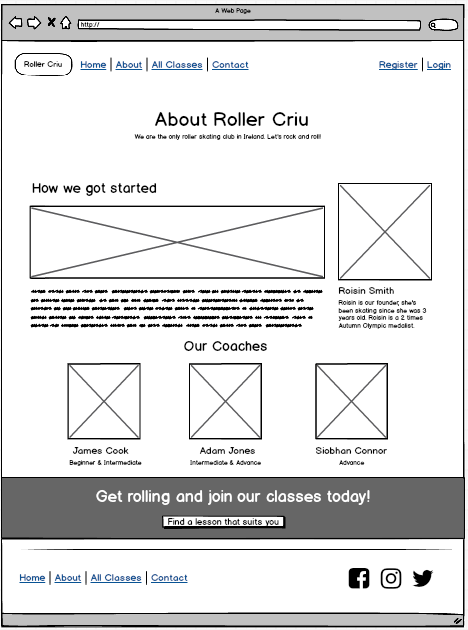 A Web Page
http://
Roller Criu
Home About All Classes Contact
Register Login
About Roller Criu
We are the only roller skating club in Ireland. Let's rock and roll!
How we got started
Roisin Smith
Roisin is our founder, she's
been skating since she was 3
years old. Roisin is a 2 times
Autumn Olympic medalist.
Our Coaches
James Cook
Beginner & Intermediate
Adam Jones
Intermediate & Advance
Siobhan Connor
Advance
Get rolling and join our classes today!
Find a lesson that suits you
Home About All Classes Contact